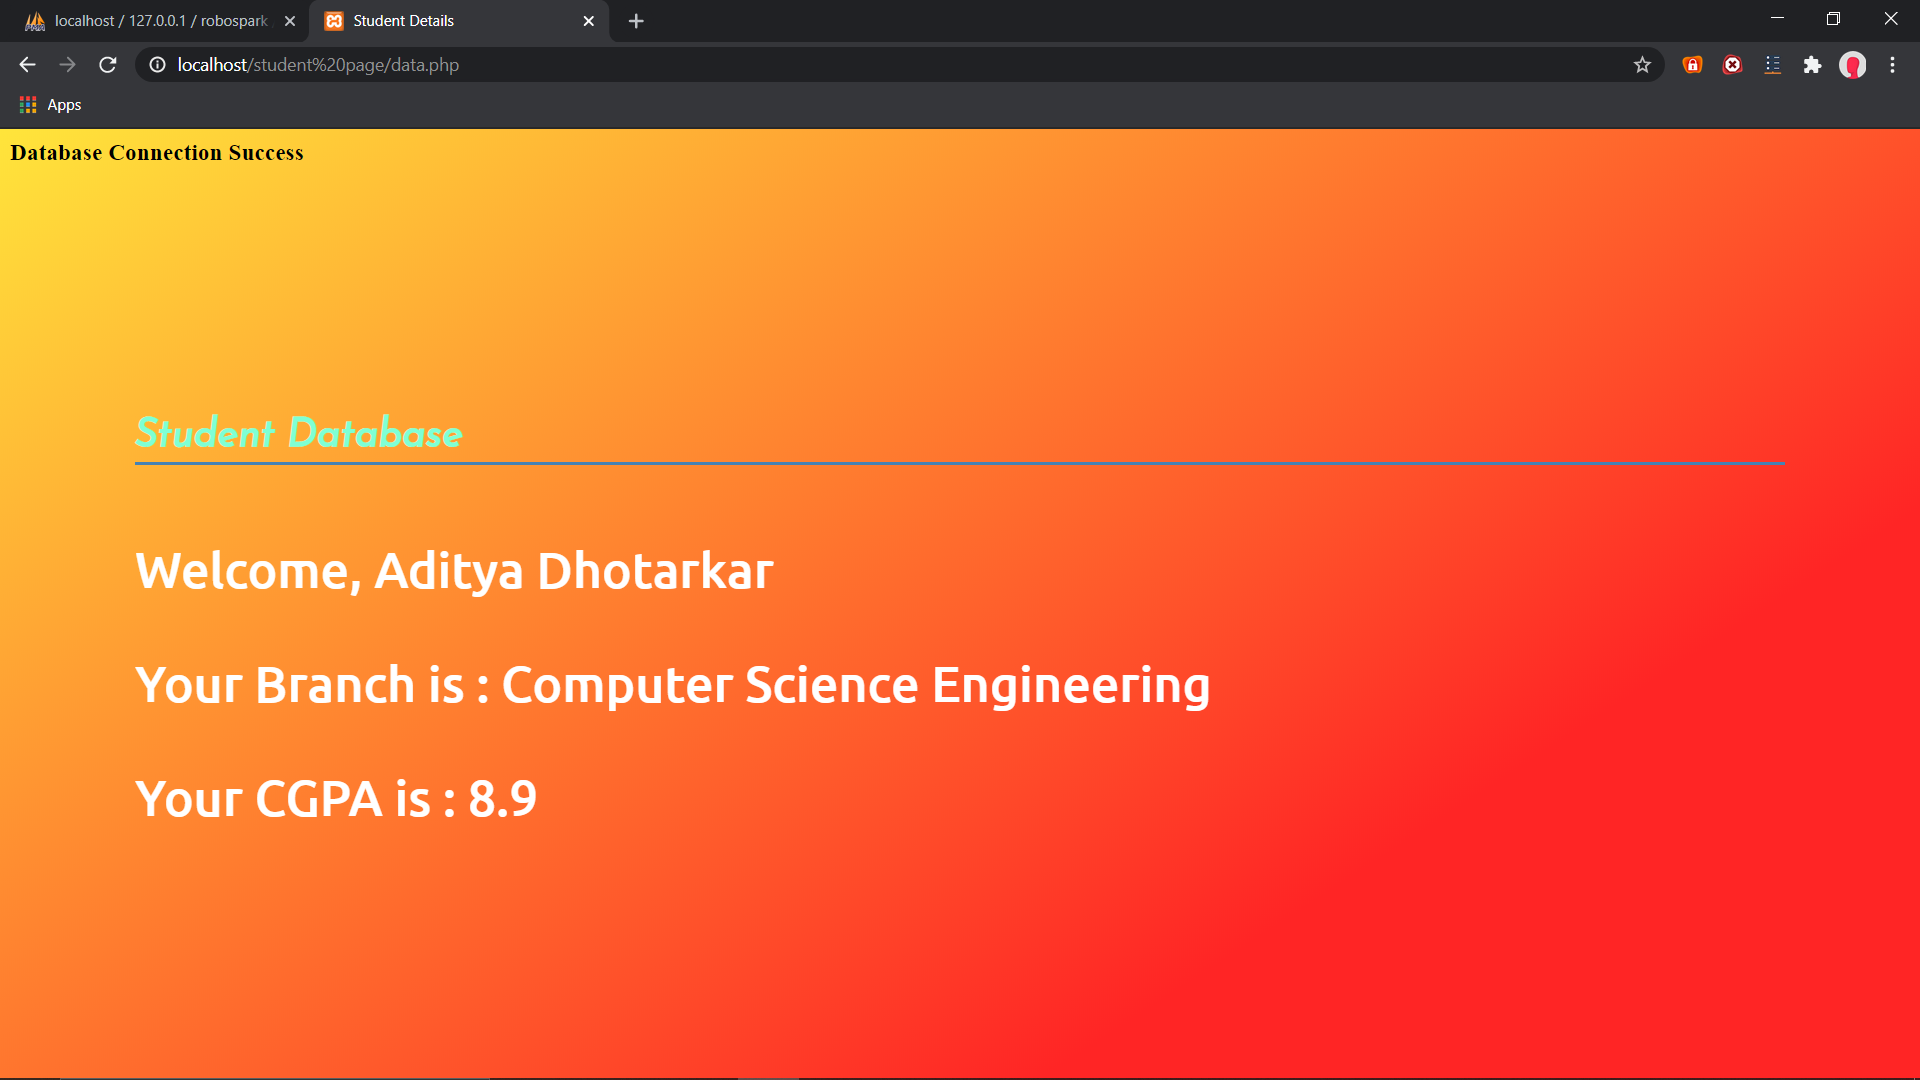 localhost / 127.0.0.1 / robospark
Student Details
localhost/student%20page/data.php
Apps
Database Connection Success
Student Database
Welcome, Aditya Dhotarkar
Your Branch is : Computer Science Engineering
Your CGPA is : 8.9